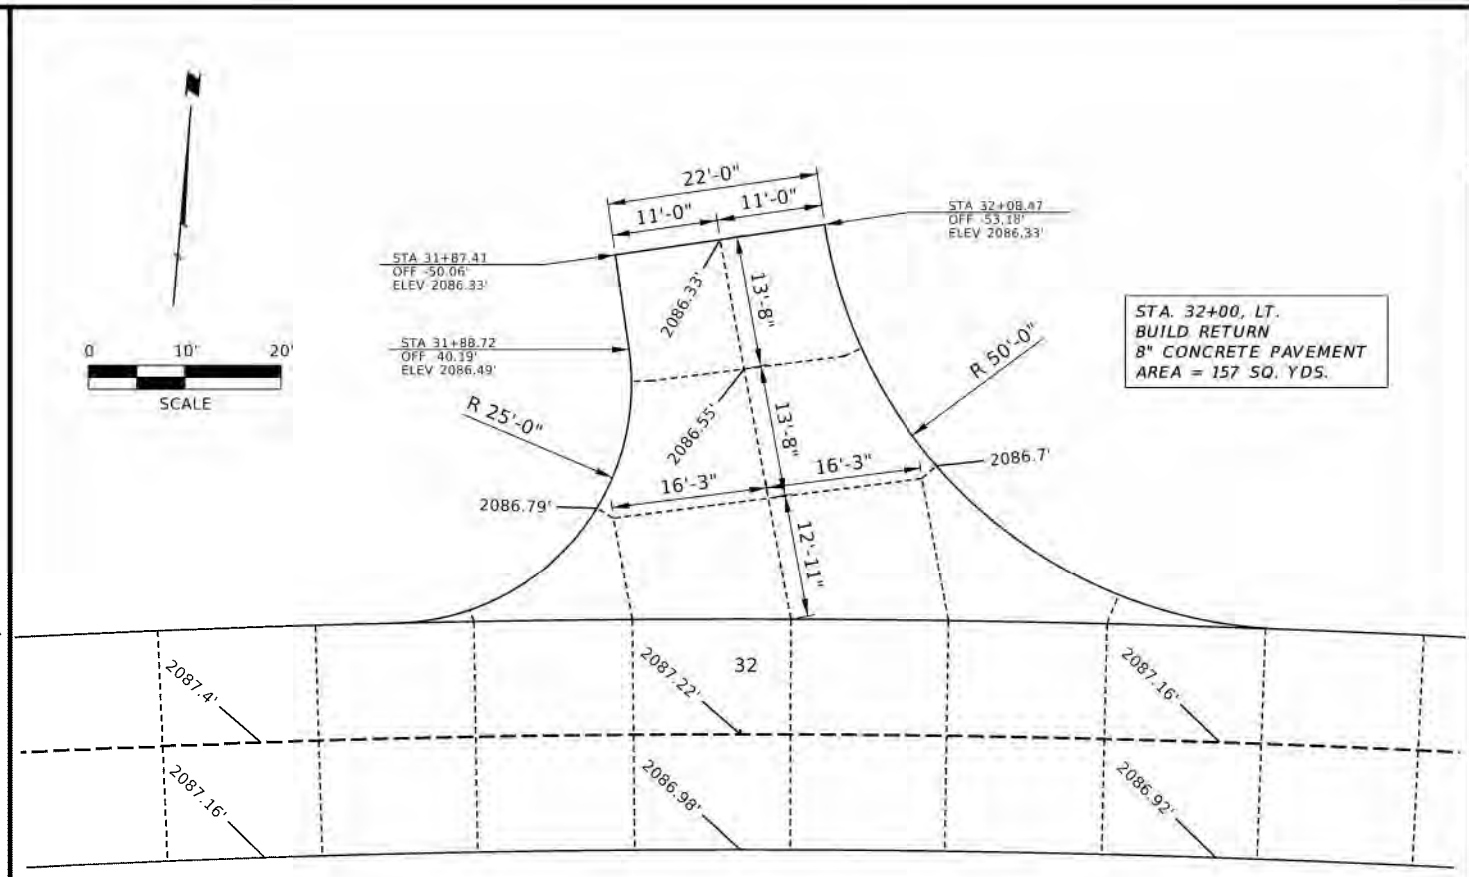 N
0 10' 20'
SCALE
22'-0"
11'-0" 11'-0"
STA 31+87.41
OFF -50.06'
ELEV 2086.33'
STA 32+08.47
OFF -53.18'
ELEV 2086.33'
STA 31+88.72
OFF 40.19'
ELEV 2086.49'
2086.33'
13'-8"
R 50'-0"
STA. 32+00, LT.
BUILD RETURN
8" CONCRETE PAVEMENT
AREA = 157 SQ. YDS.
R 25'-0"
2086.55'
13'-8"
16'-3" 16'-3"
2086.7'
2086.79'
12'-11"
2087.4'
2087.22'
32
2087.16'
2087.16'
2086.98'
2086.92'